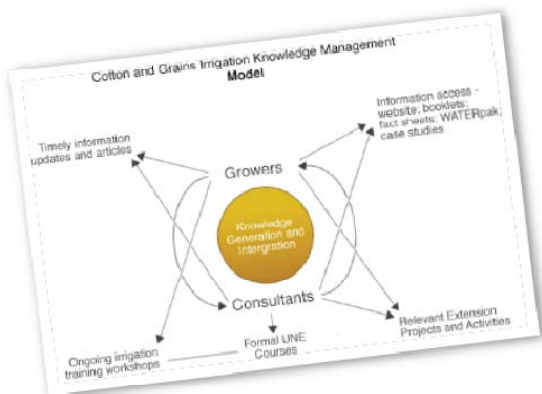 Cotton and Grains Irrigation Knowledge Management
Model
Timely information
updates and articles
Information access -
website; booklets;
fact sheets; WATERpak;
case studies
Growers
Knowledge
Generation and
Intergration
Consultants
Ongoing irrigation
training workshops
Formal UNE
Courses
Relevant Extension
Projects and Activities